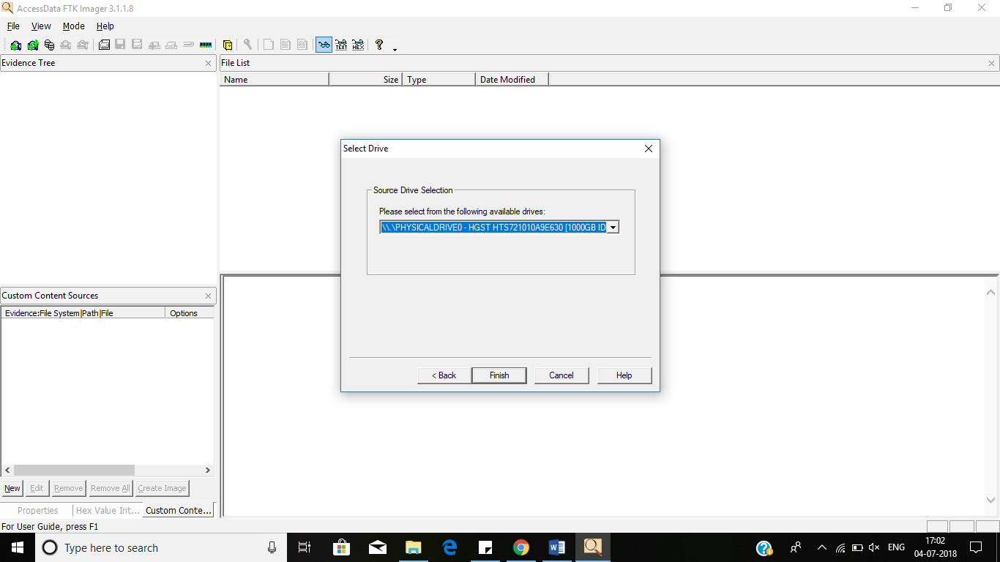 AccessData FTK Imager 3.1.1.8
File View Mode Help
TEXT HEX ?
Evidence Tree
File List
Name Size Type Date Modified
Select Drive
Source Drive Selection
Please select from the following available drives:
\\.\PHYSICALDRIVE0 - HGST HTS721010A9E630 [1000GB ID
< Back Finish Cancel Help
Custom Content Sources
Evidence:File System|Path|File Options
New Edit Remove Remove All Create Image
Properties Hex Value Int... Custom Conte...
For User Guide, press F1
Type here to search
ENG
17:02
04-07-2018